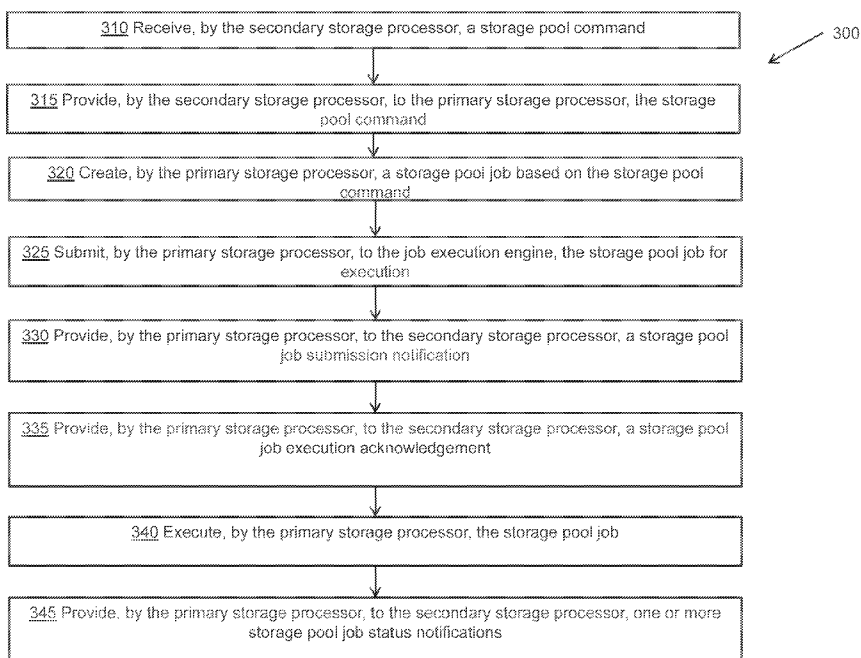 310 Receive, by the secondary storage processor, a storage pool command
300
315 Provide, by the secondary storage processor, to the primary storage processor, the storage
pool command
320 Create, by the primary storage processor, a storage pool job based on the storage pool
command
325 Submit, by the primary storage processor, to the job execution engine, the storage pool job for
execution
330 Provide, by the primary storage processor, to the secondary storage processor, a storage pool
job submission notification
335 Provide, by the primary storage processor, to the secondary storage processor, a storage pool
job execution acknowledgement
340 Execute, by the primary storage processor, the storage pool job
345 Provide, by the primary storage processor, to the secondary storage processor, one or more
storage pool job status notifications